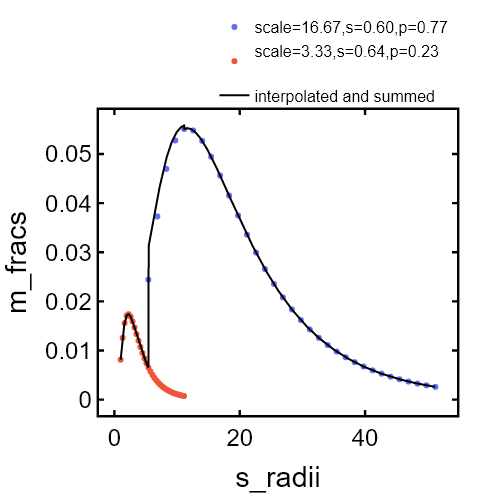 scale=16.67,s=0.60,p=0.77
scale=3.33,s=0.64,p=0.23
interpolated and summed
0.05
0.04
0.03
0.02
0.01
0
m_fracs
0 20 40
s_radii